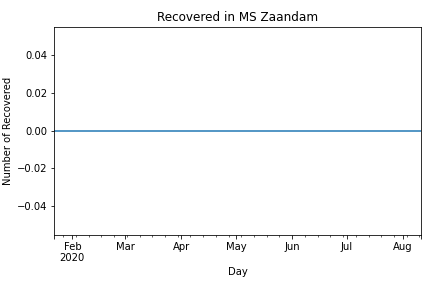 Recovered in MS Zaandam
Number of Recovered
0.04
0.02
0.00
−0.02
−0.04
Feb Mar Apr May Jun Jul Aug
2020
Day